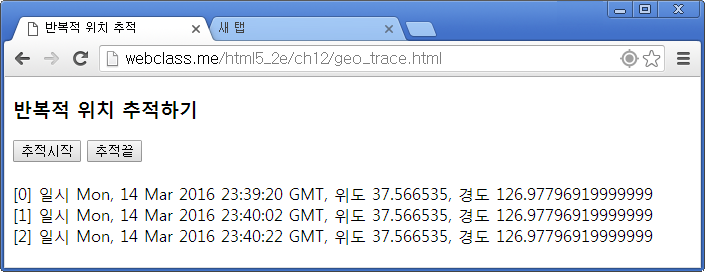 반복적 위치 추적
새 탭
webclass.me/html5_2e/ch12/geo_trace.html
반복적 위치 추적하기
추적시작 추적끝
[0] 일시 Mon, 14 Mar 2016 23:39:20 GMT, 위도 37.566535, 경도 126.97796919999999
[1] 일시 Mon, 14 Mar 2016 23:40:02 GMT, 위도 37.566535, 경도 126.97796919999999
[2] 일시 Mon, 14 Mar 2016 23:40:22 GMT, 위도 37.566535, 경도 126.97796919999999